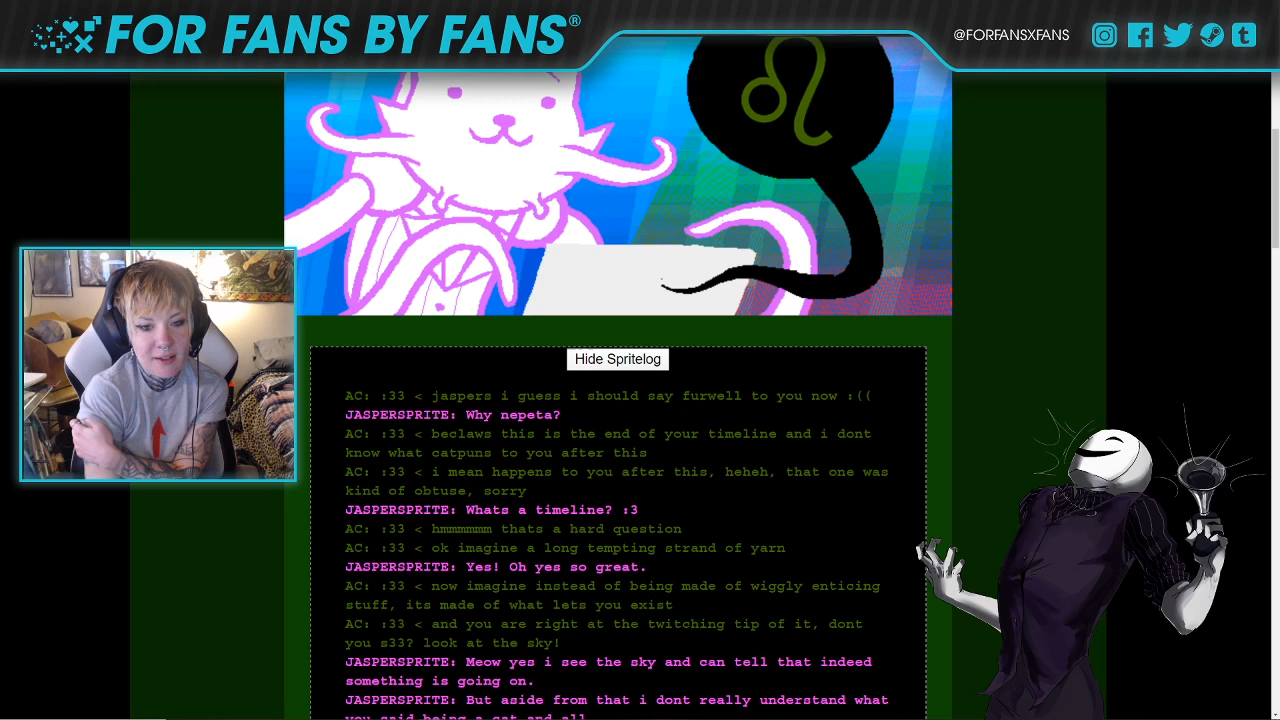 FOR FANS BY FANS®
@FORFANSXFANS
Hide Spritelog
AC: :33 < jaspers i guess i should say furwell to you now :((
JASPERSPRITE: Why nepeta?
AC: :33 < beclaws this is the end of your timeline and i dont
know what catpuns to you after this
AC: :33 < i mean happens to you after this, heheh, that one was
kind of obtuse, sorry
JASPERSPRITE: Whats a timeline? :3
AC: :33 < hmmmmmm thats a hard question
AC: :33 < ok imagine a long tempting strand of yarn
JASPERSPRITE: Yes! Oh yes so great.
AC: :33 < now imagine instead of being made of wiggly enticing
stuff, its made of what lets you exist
AC: :33 < and you are right at the twitching tip of it, dont
you s33? look at the sky!
JASPERSPRITE: Meow yes i see the sky and can tell that indeed
something is going on.
JASPERSPRITE: But aside from that i dont really understand what
you said being a cat and all